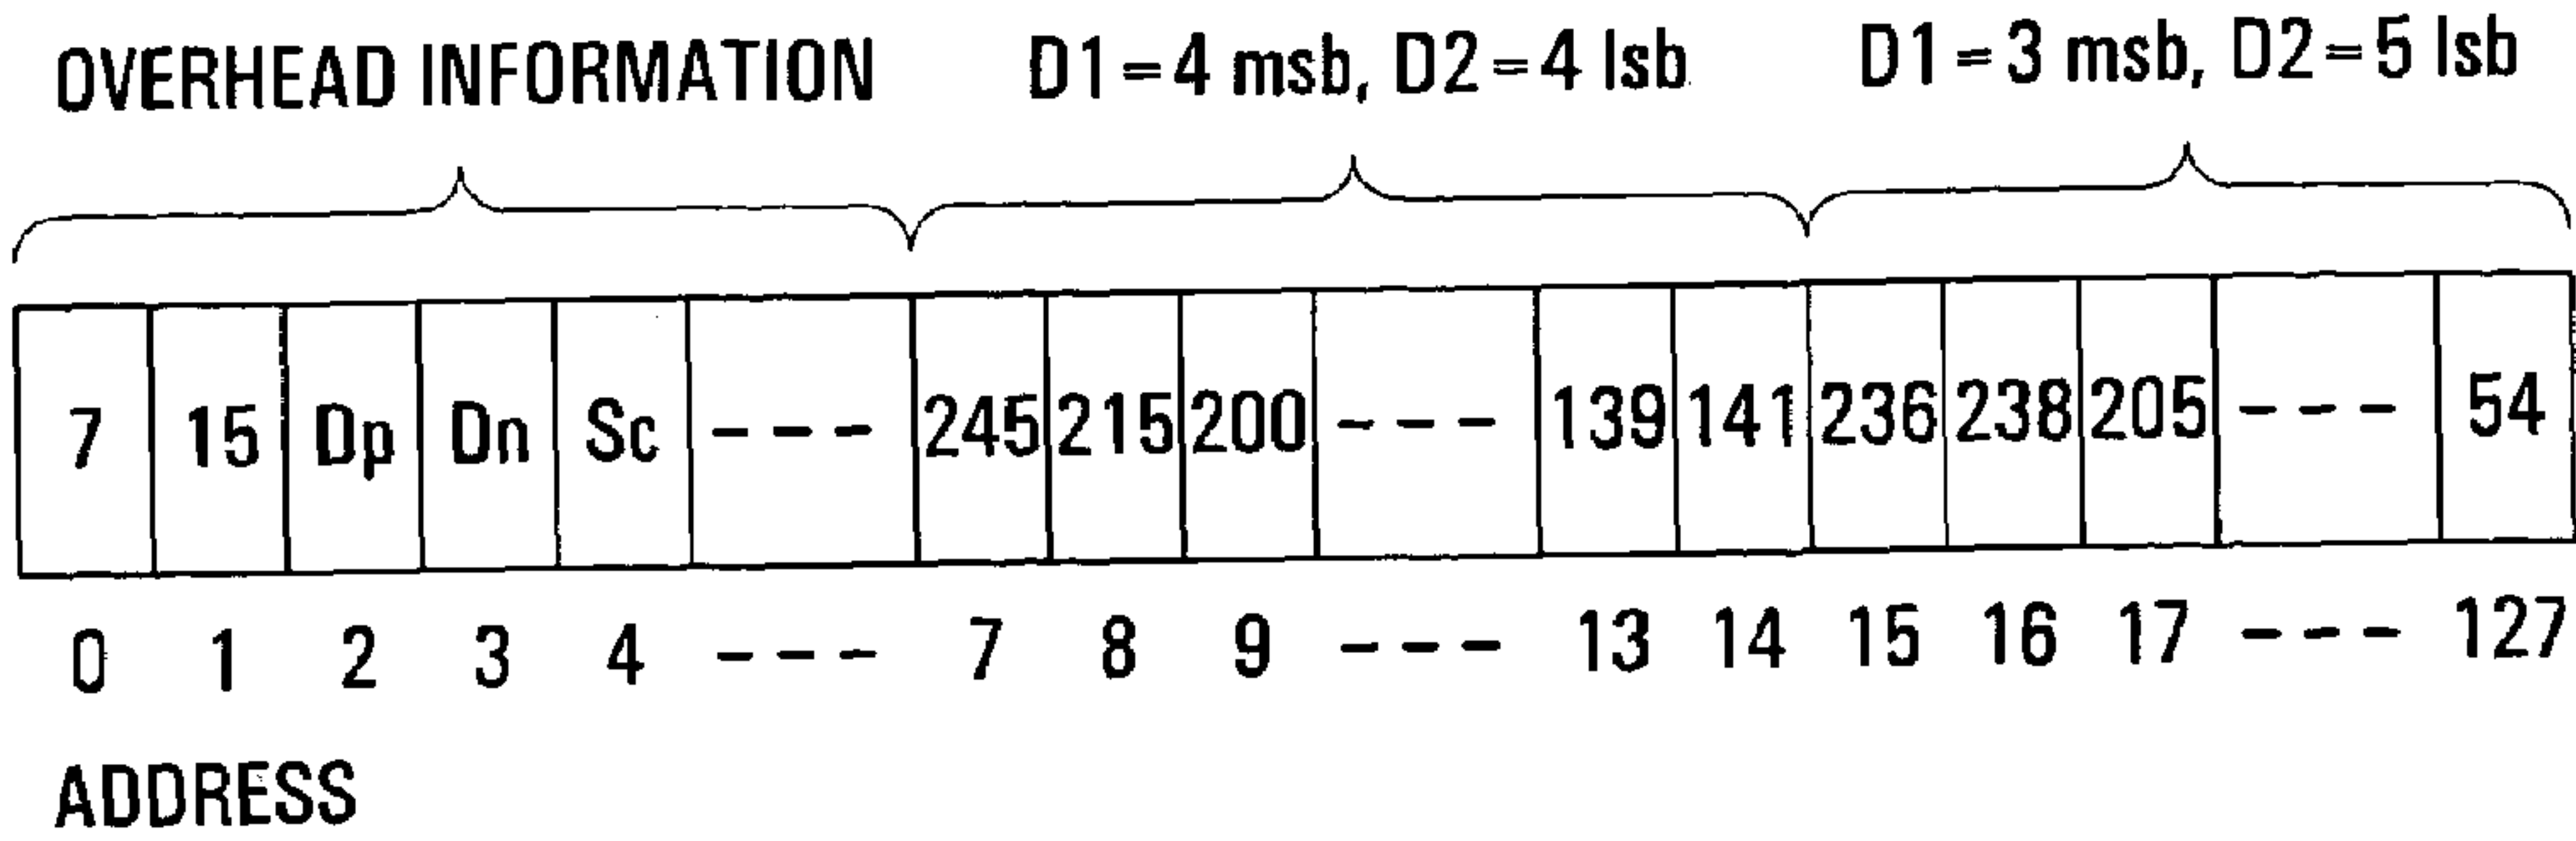 OVERHEAD INFORMATION D1=4 msb, D2=4 lsb D1=3 msb, D2=5 lsb
7 15 Dp Dn Sc --- 245 215 200 --- 139 141 236 238 205 --- 54
0 1 2 3 4 --- 7 8 9 --- 13 14 15 16 17 --- 127
ADDRESS